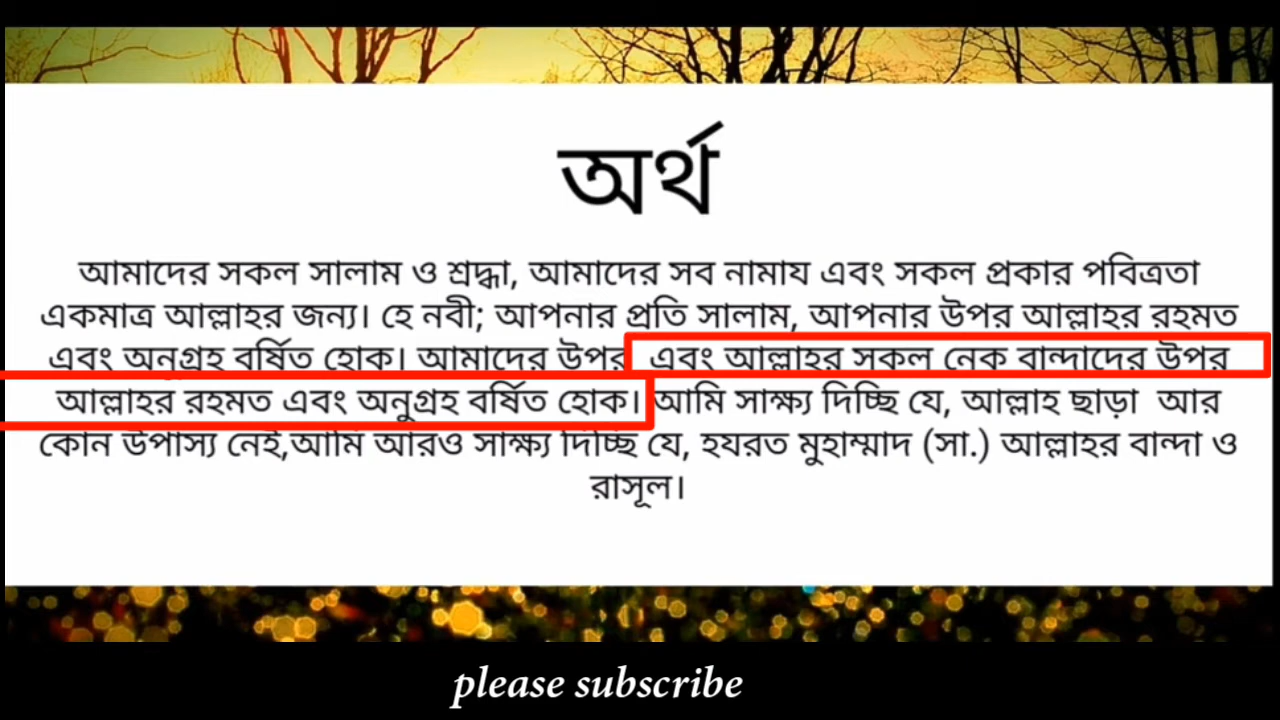 অর্থ
আমাদের সকল সালাম ও শ্রদ্ধা, আমাদের সব নামায এবং সকল প্রকার পবিত্রতা
একমাত্র আল্লাহর জন্য। হে নবী; আপনার প্রতি সালাম, আপনার উপর আল্লাহর রহমত
এবং অনুগ্রহ বর্ষিত হোক। আমাদের উপর এবং আল্লাহর সকল নেক বান্দাদের উপর
আল্লাহর রহমত এবং অনুগ্রহ বর্ষিত হোক। আমি সাক্ষ্য দিচ্ছি যে, আল্লাহ ছাড়া আর
কোন উপাস্য নেই,আমি আরও সাক্ষ্য দিচ্ছি যে, হযরত মুহাম্মাদ (সা.) আল্লাহর বান্দা ও
রাসূল।
please subscribe